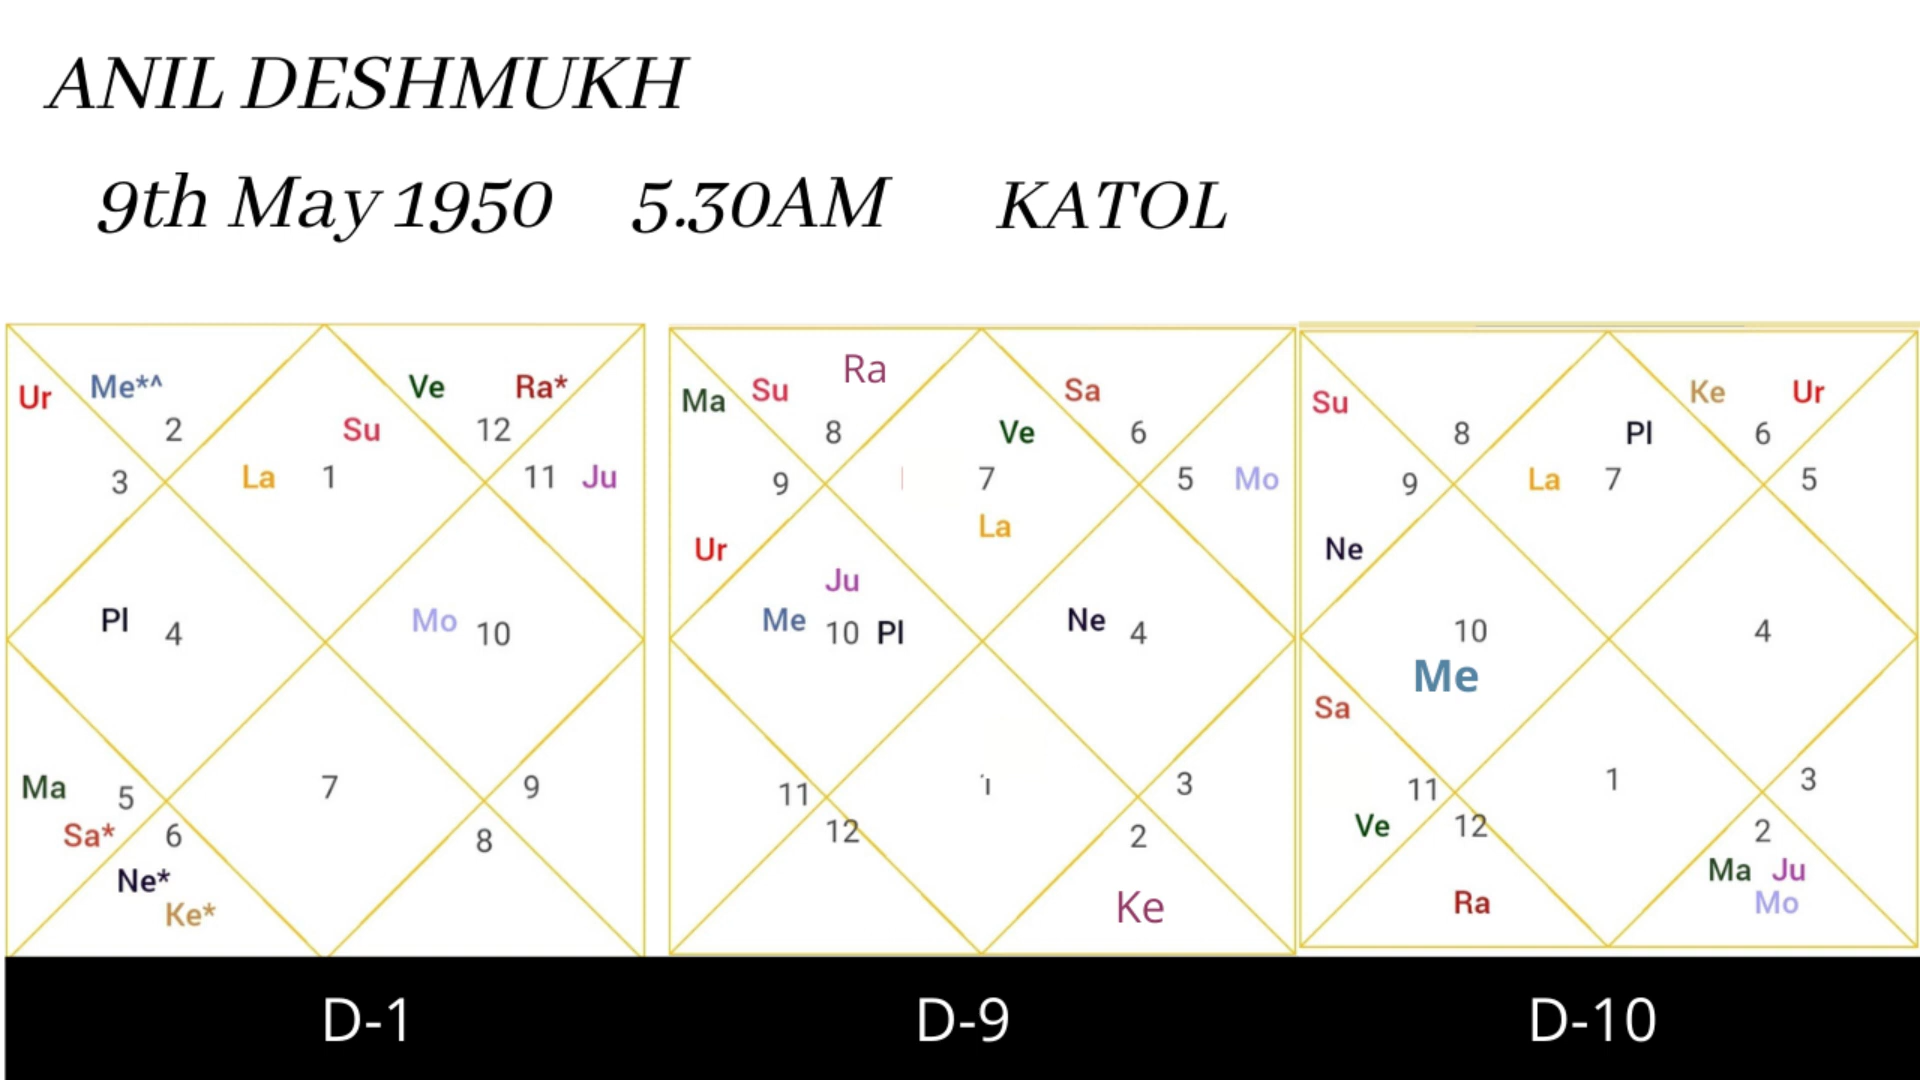 ANIL DESHMUKH
9th May 1950 5.30AM KATOL
Ur Me*^ 2 3
La 1 Su
Ve Ra* 12
11 Ju
Pl 4
Mo 10
Ma 5 Sa*
6 Ne* Ke*
7
8
9
Ma Su Ra 8
9 Ur
Ve 7 La
Sa 6
5 Mo
Ju Me 10 Pl
Ne 4
11
12
1
3
2 Ke
Su 8
9 Ne
La 7 Pl
Ke Ur 6
5
10 Me
4
Sa 11 Ve
12 Ra
1
3
2 Ma Ju Mo
D-1 D-9 D-10